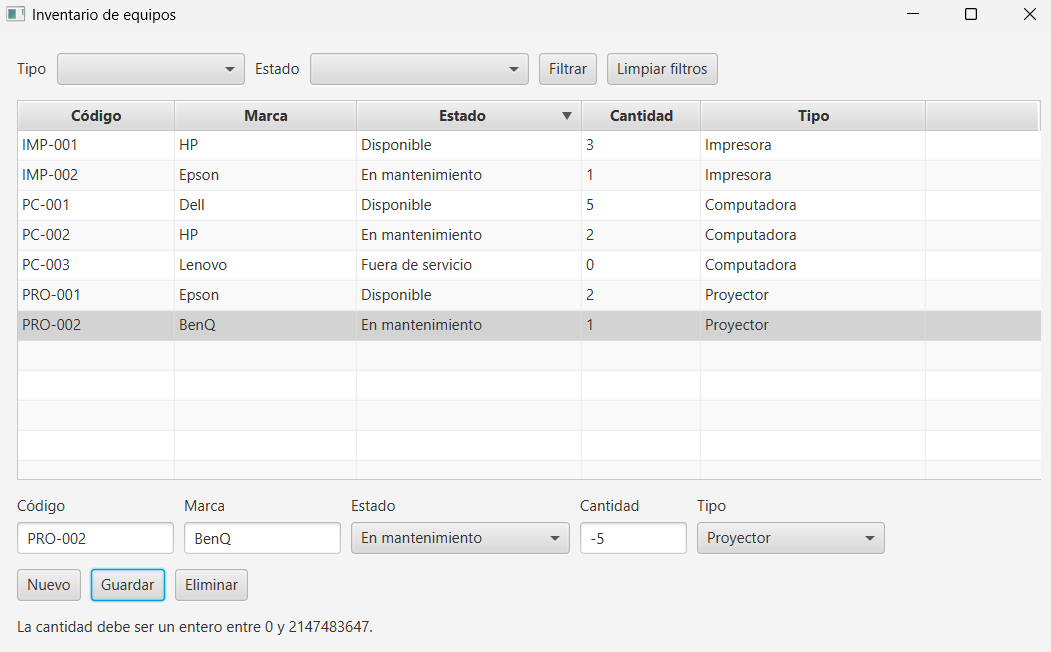 Inventario de equipos
Tipo Estado Filtrar Limpiar filtros
Código Marca Estado Cantidad Tipo
IMP-001 HP Disponible 3 Impresora
IMP-002 Epson En mantenimiento 1 Impresora
PC-001 Dell Disponible 5 Computadora
PC-002 HP En mantenimiento 2 Computadora
PC-003 Lenovo Fuera de servicio 0 Computadora
PRO-001 Epson Disponible 2 Proyector
PRO-002 BenQ En mantenimiento 1 Proyector
Código Marca Estado Cantidad Tipo
PRO-002 BenQ En mantenimiento -5 Proyector
Nuevo Guardar Eliminar
La cantidad debe ser un entero entre 0 y 2147483647.